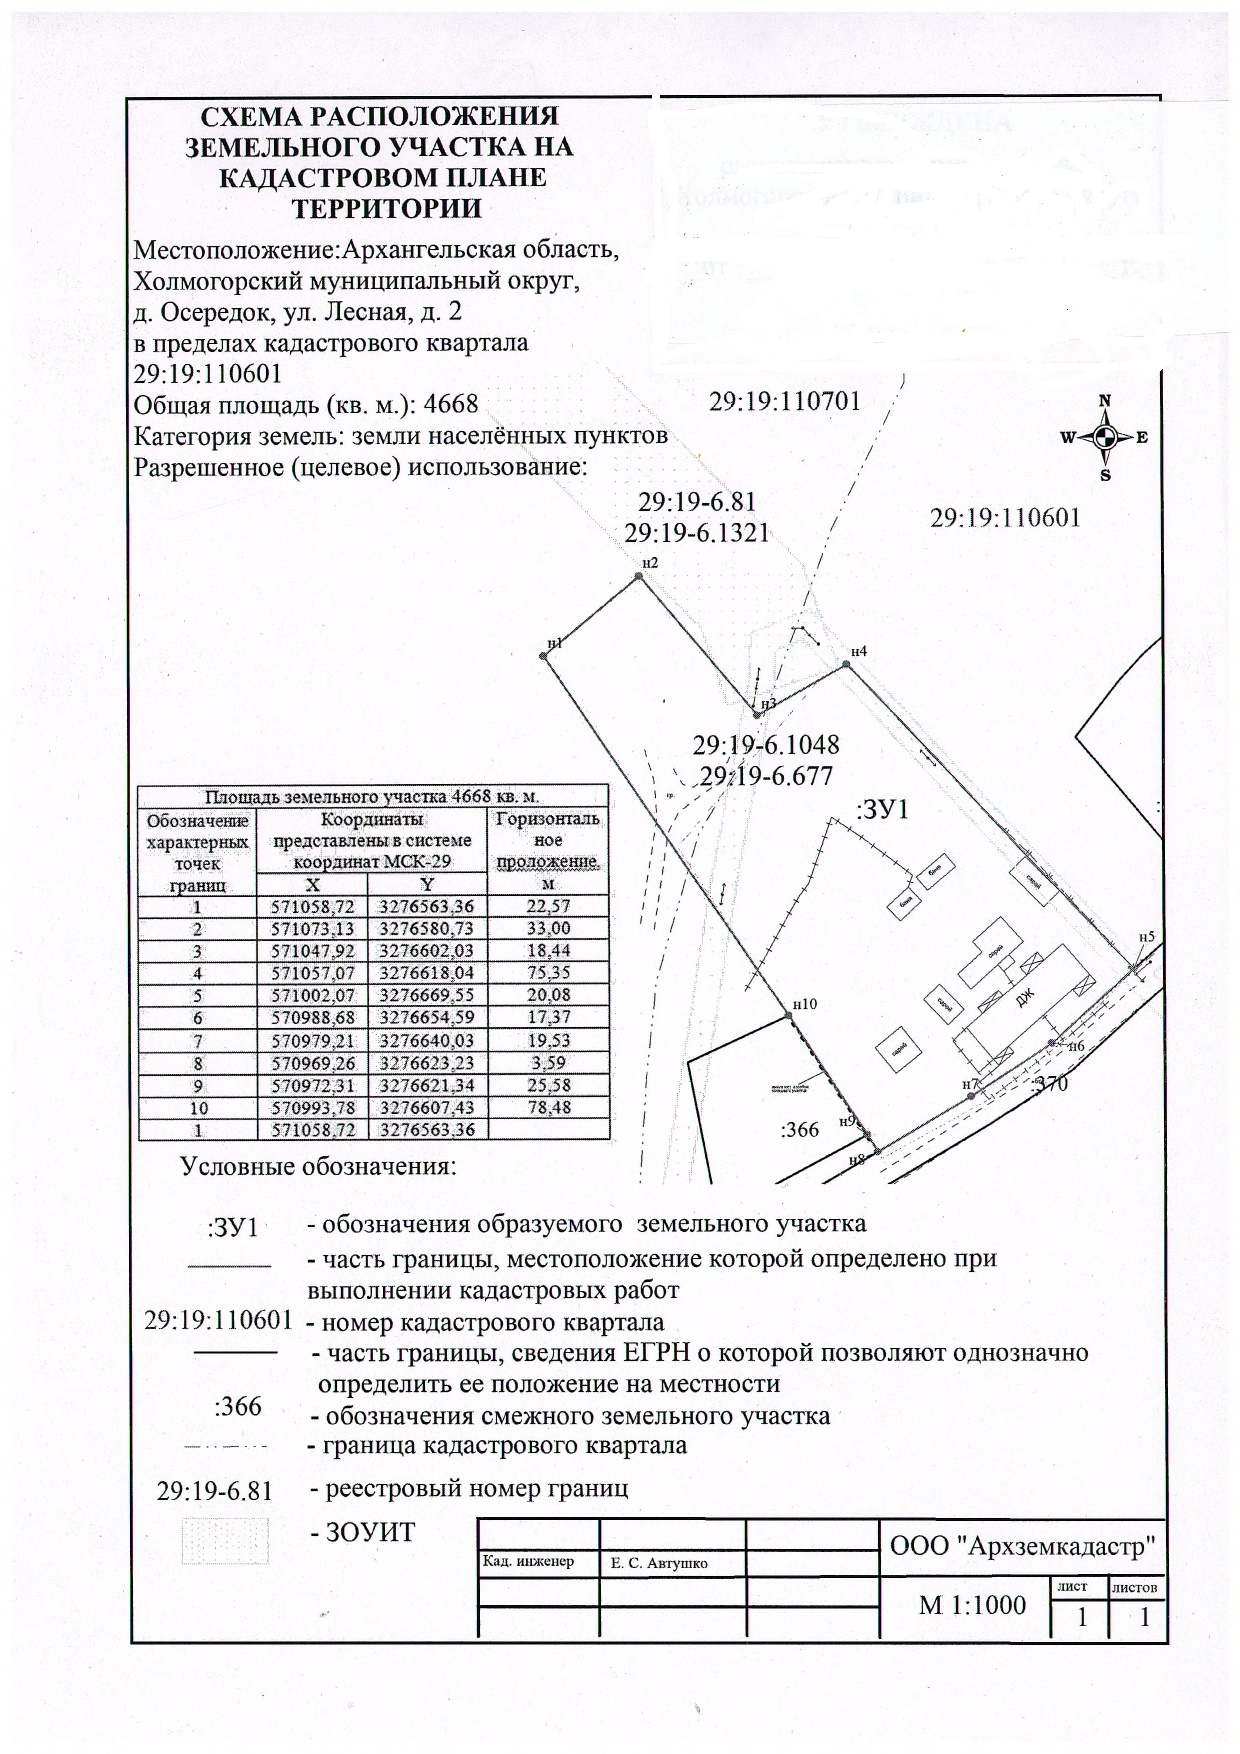 СХЕМА РАСПОЛОЖЕНИЯ
ЗЕМЕЛЬНОГО УЧАСТКА НА
КАДАСТРОВОМ ПЛАНЕ
ТЕРРИТОРИИ
Местоположение:Архангельская область,
Холмогорский муниципальный округ,
д. Осередок, ул. Лесная, д. 2
в пределах кадастрового квартала
29:19:110601
Общая площадь (кв. м.): 4668
Категория земель: земли населённых пунктов
Разрешенное (целевое) использование:
29:19:110701
N
W E
S
29:19-6.81
29:19-6.1321
29:19:110601
н2
н1
н4
н3
29:19-6.1048
29:19-6.677
:ЗУ1
баня
баня
сарай
сарай
н5
ДЖ
сарай
н10
сарай
н6
н7
:370
н9
:366
н8
Площадь земельного участка 4668 кв. м.
Обозначение характерных точек границ
Координаты представлены в системе координат МСК-29
Горизонталь ное проложение, м
X Y
1 571058,72 3276563,36 22,57
2 571073,13 3276580,73 33,00
3 571047,92 3276602,03 18,44
4 571057,07 3276618,04 75,35
5 571002,07 3276669,55 20,08
6 570988,68 3276654,59 17,37
7 570979,21 3276640,03 19,53
8 570969,26 3276623,23 3,59
9 570972,31 3276621,34 25,58
10 570993,78 3276607,43 78,48
1 571058,72 3276563,36
Условные обозначения:
:ЗУ1 - обозначения образуемого земельного участка
- часть границы, местоположение которой определено при
выполнении кадастровых работ
29:19:110601 - номер кадастрового квартала
- часть границы, сведения ЕГРН о которой позволяют однозначно
определить ее положение на местности
:366 - обозначения смежного земельного участка
- граница кадастрового квартала
29:19-6.81 - реестровый номер границ
- ЗОУИТ
Кад. инженер Е. С. Автушко
ООО "Архземкадастр"
М 1:1000
лист листов
1 1